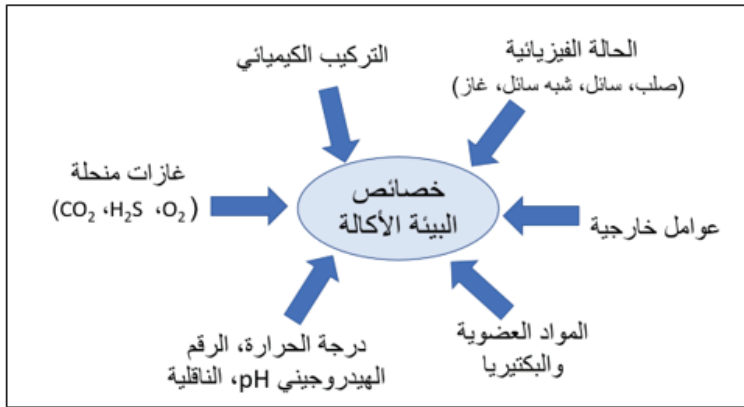 الحالة الفيزيائية
(صلب، سائل، شبه سائل، غاز)
التركيب الكيميائي
غازات منحلة
(CO₂ ،H₂S ،O₂)
خصائص
البيئة الأكالة
عوامل خارجية
درجة الحرارة، الرقم
الهيدروجيني pH، الناقلية
المواد العضوية
والبكتيريا